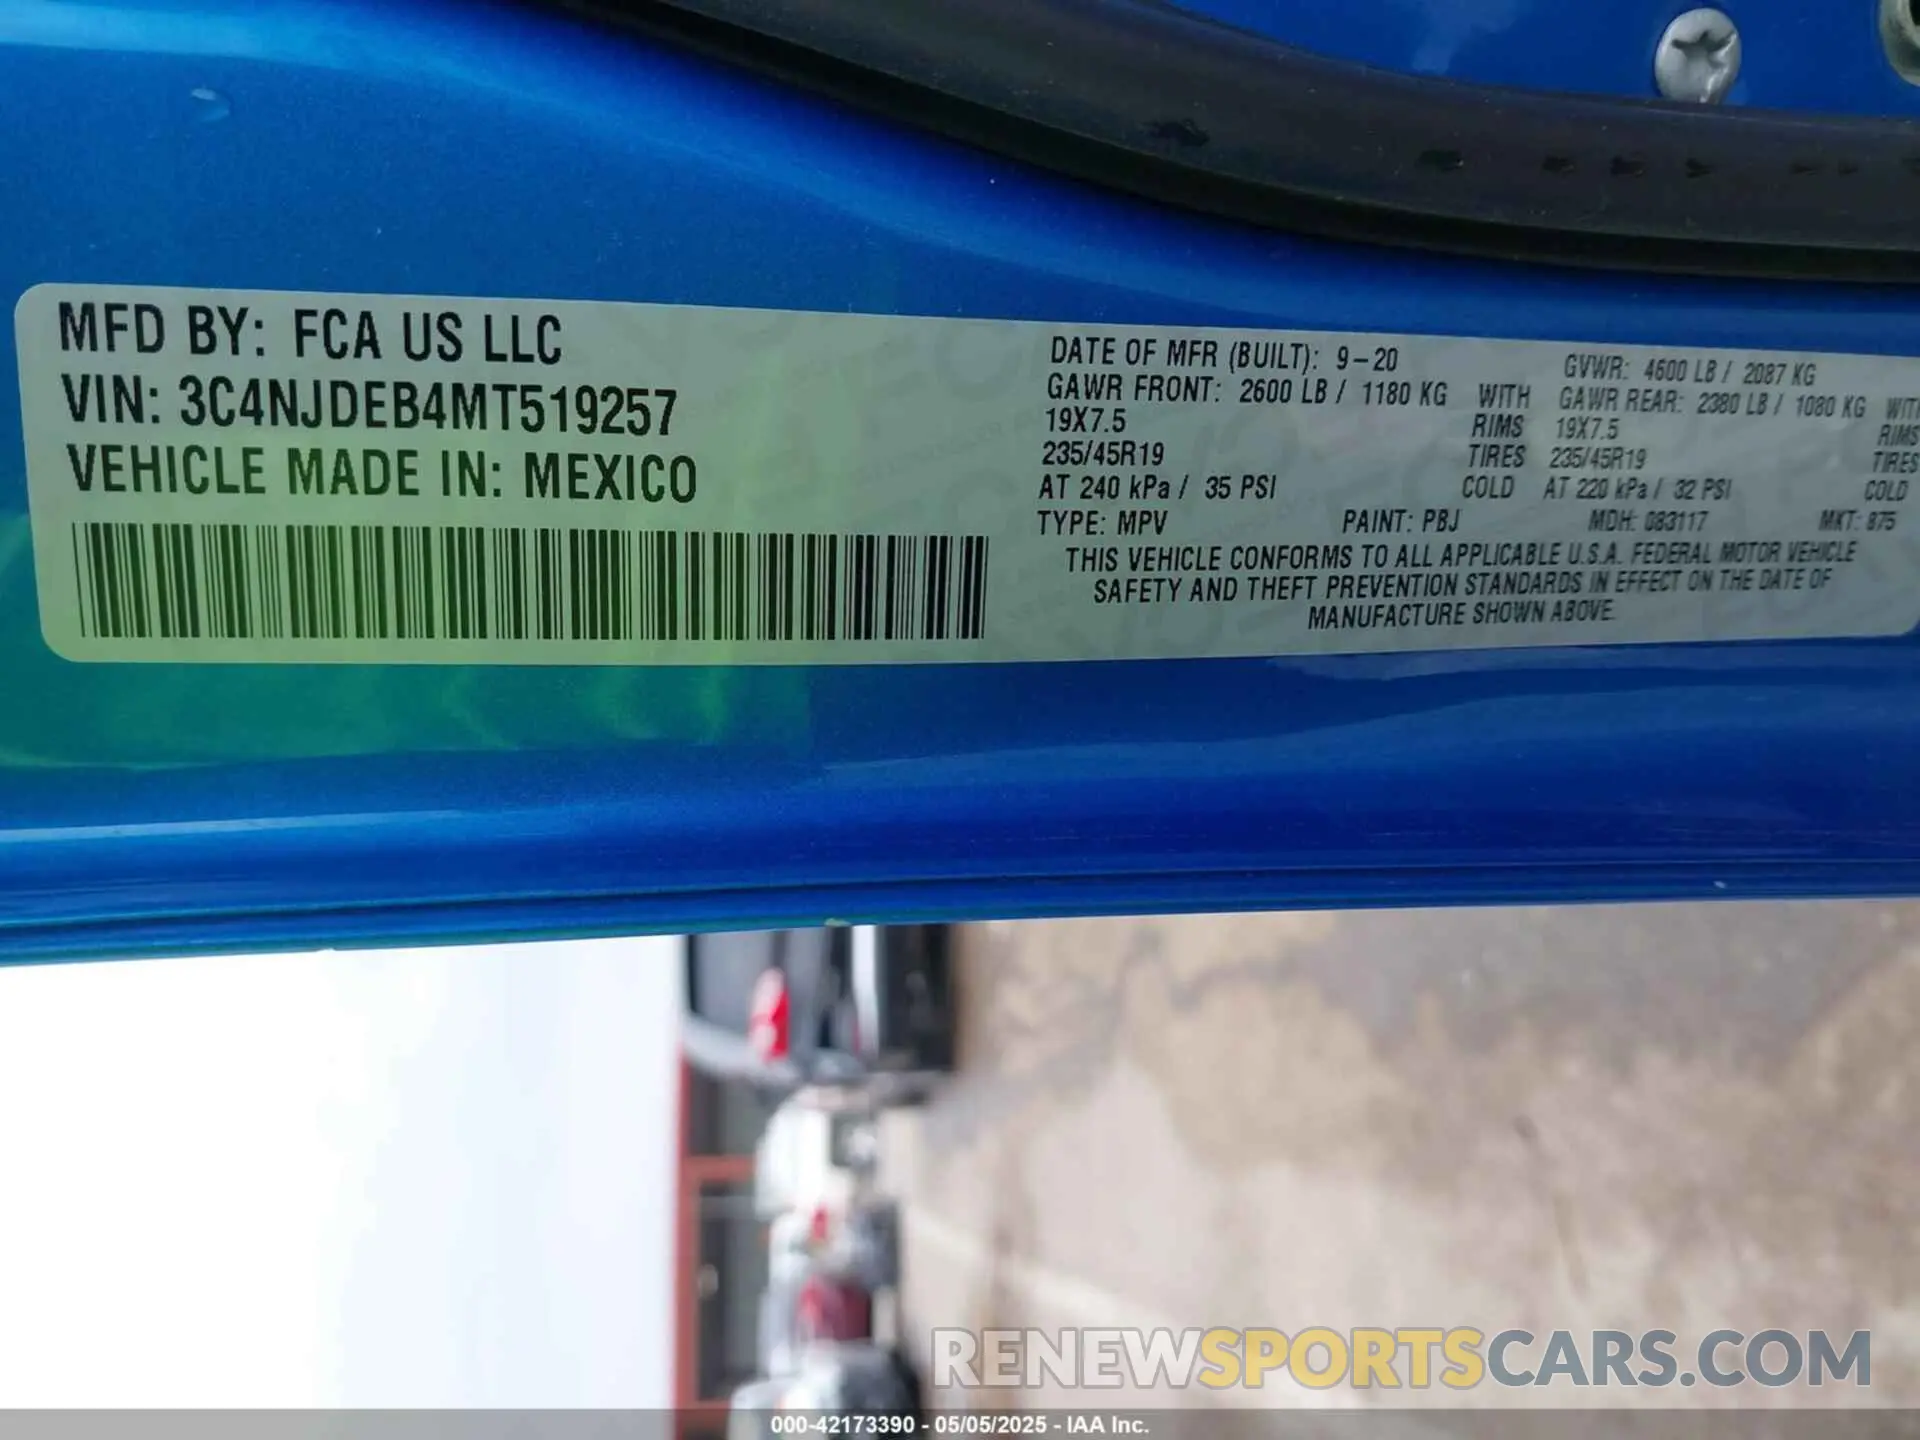 MFD BY: FCA US LLC
VIN: 3C4NJDEB4MT519257
VEHICLE MADE IN: MEXICO
DATE OF MFR (BUILT): 9-20 GVWR: 4600 LB / 2087 KG
GAWR FRONT: 2600 LB / 1180 KG WITH GAWR REAR: 2380 LB / 1080 KG WITH
19X7.5 RIMS 19X7.5 RIMS
235/45R19 TIRES 235/45R19 TIRES
AT 240 kPa / 35 PSI COLD AT 220 kPa / 32 PSI COLD
TYPE: MPV PAINT: PBJ MDH: 083117 MKT: 875
THIS VEHICLE CONFORMS TO ALL APPLICABLE U.S.A. FEDERAL MOTOR VEHICLE
SAFETY AND THEFT PREVENTION STANDARDS IN EFFECT ON THE DATE OF
MANUFACTURE SHOWN ABOVE.
RENEWSPORTSCARS.COM
000-42173390 - 05/05/2025 - IAA Inc.